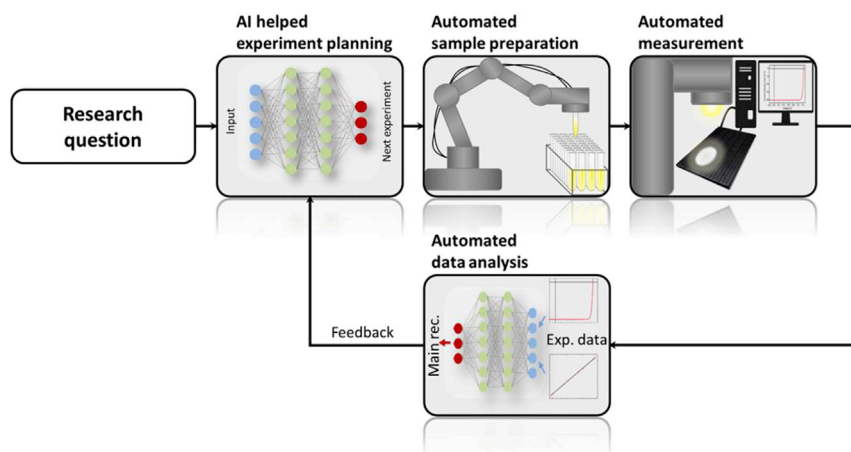 AI helped
experiment planning
Automated
sample preparation
Automated
measurement
Research
question
Input
Next experiment
Automated
data analysis
Feedback
Main rec.
Exp. data